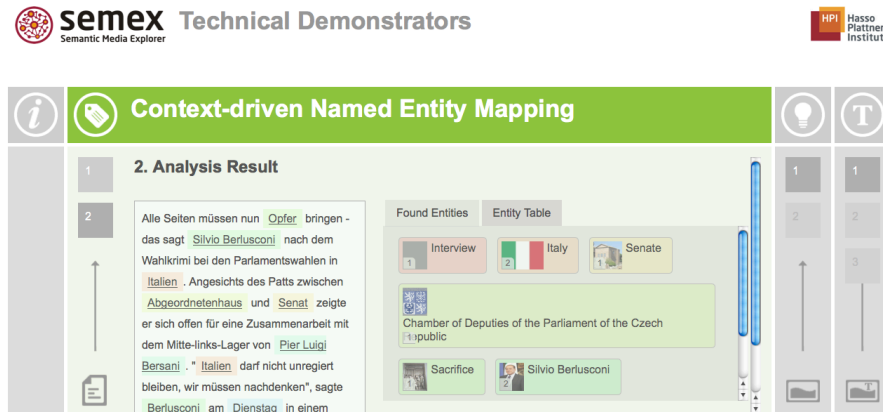 semex
Semantic Media Explorer
Technical Demonstrators
HPI
Hasso
Plattner
Institut
i
Context-driven Named Entity Mapping
T
1
2
2. Analysis Result
Alle Seiten müssen nun Opfer bringen -
das sagt Silvio Berlusconi nach dem
Wahlkrimi bei den Parlamentswahlen in
Italien . Angesichts des Patts zwischen
Abgeordnetenhaus und Senat zeigte
er sich offen für eine Zusammenarbeit mit
dem Mitte-links-Lager von Pier Luigi
Bersani . " Italien darf nicht unregiert
bleiben, wir müssen nachdenken", sagte
Berlusconi am Dienstag in einem
Found Entities
Entity Table
Interview
1
Italy
2
Senate
1
Chamber of Deputies of the Parliament of the Czech
Republic
1
Sacrifice
1
Silvio Berlusconi
2
1
2
1
2
3
T